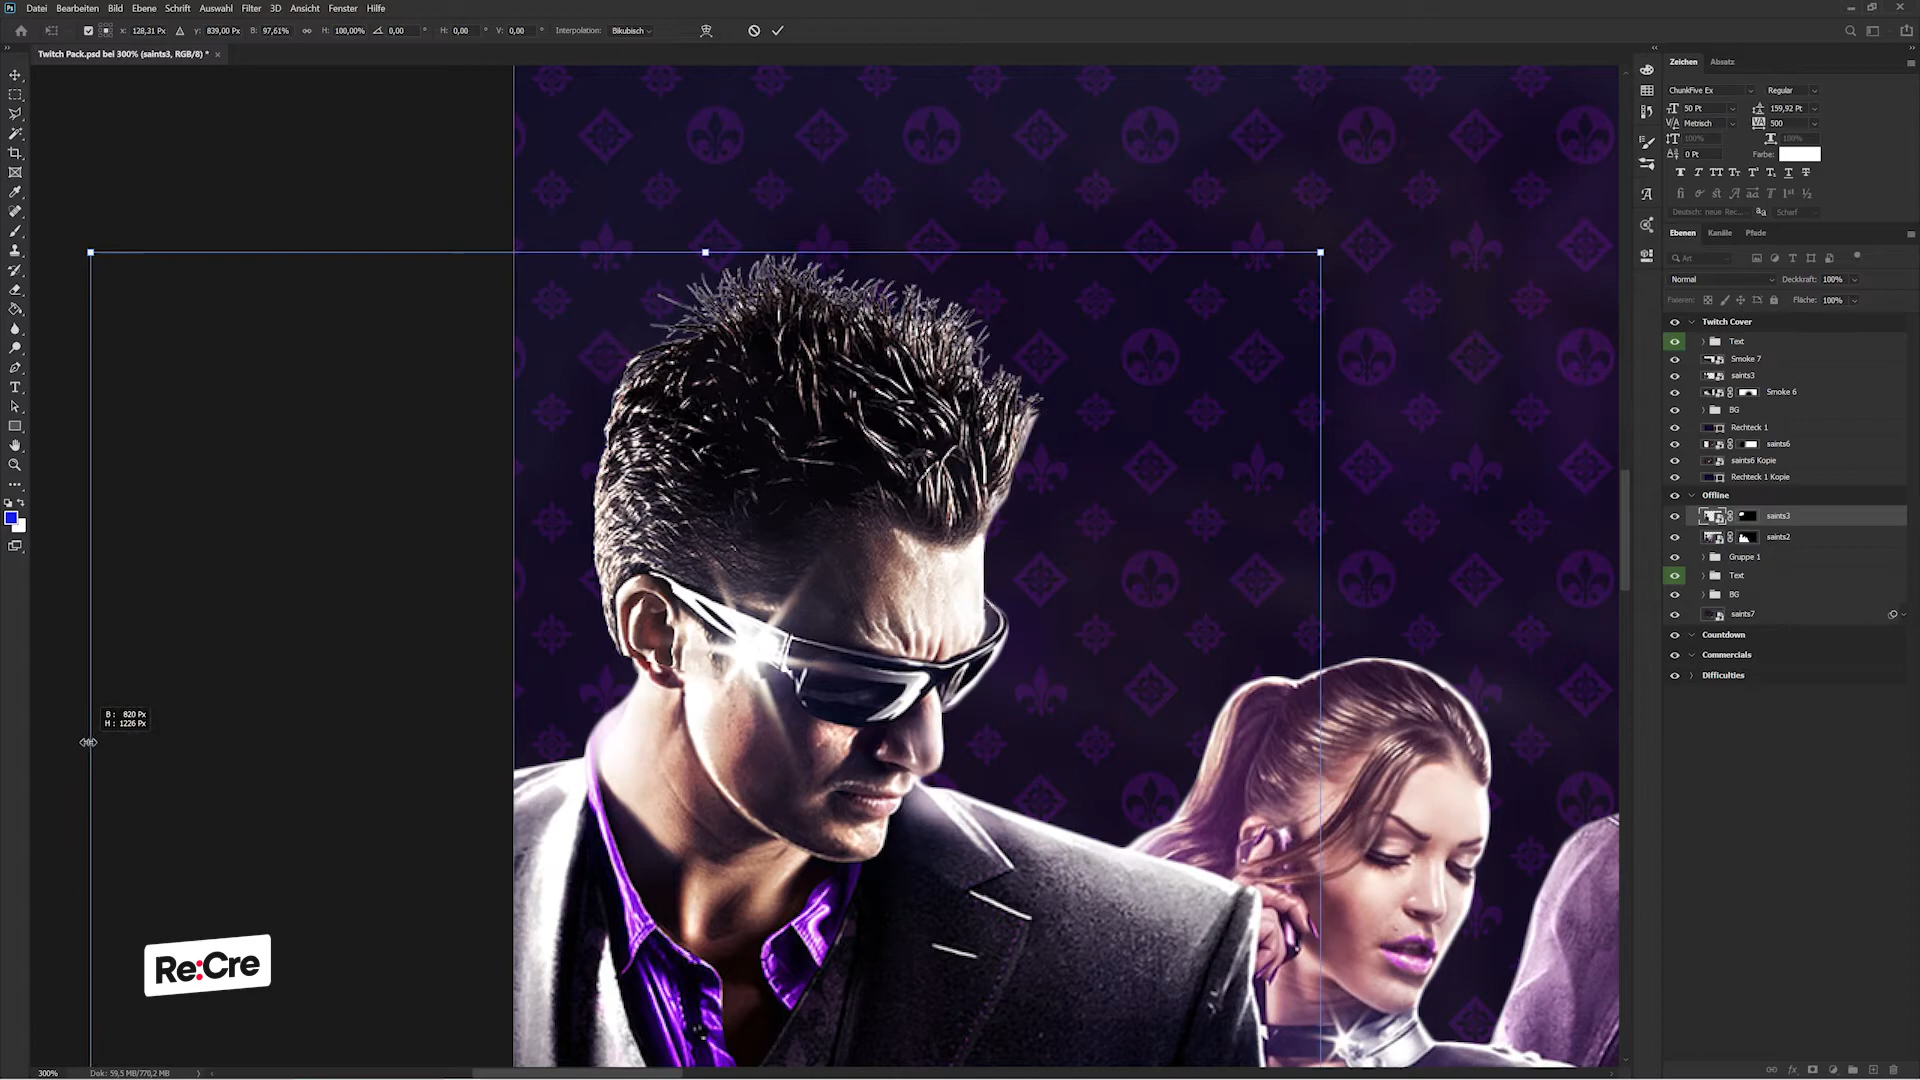 Datei Bearbeiten Bild Ebene Schrift Auswahl Filter 3D Ansicht Fenster Hilfe
X: 128,31 Px Y: 839,00 Px B: 97,61% H: 100,00% 0,00 ° H: 0,00 ° V: 0,00 ° Interpolation: Bikubisch
Twitch Pack.psd bei 300% (saints3, RGB/8) *
Zeichen Absatz
ChunkFive Ex Regular
50 Pt 159,92 Pt
Metrisch 500
100% 100%
0 Pt Farbe:
Deutsch: neue Rec... Scharf
Ebenen Kanäle Pfade
Art
Normal Deckkraft: 100%
Fixieren: Fläche: 100%
Twitch Cover
Text
Smoke 7
saints3
Smoke 6
BG
Rechteck 1
saints6
saints6 Kopie
Rechteck 1 Kopie
Offline
saints3
saints2
Gruppe 1
Text
BG
saints7
Countdown
Commercials
Difficulties
B: 820 Px
H: 1226 Px
Re:Cre
300% Dok: 59,5 MB/770,2 MB